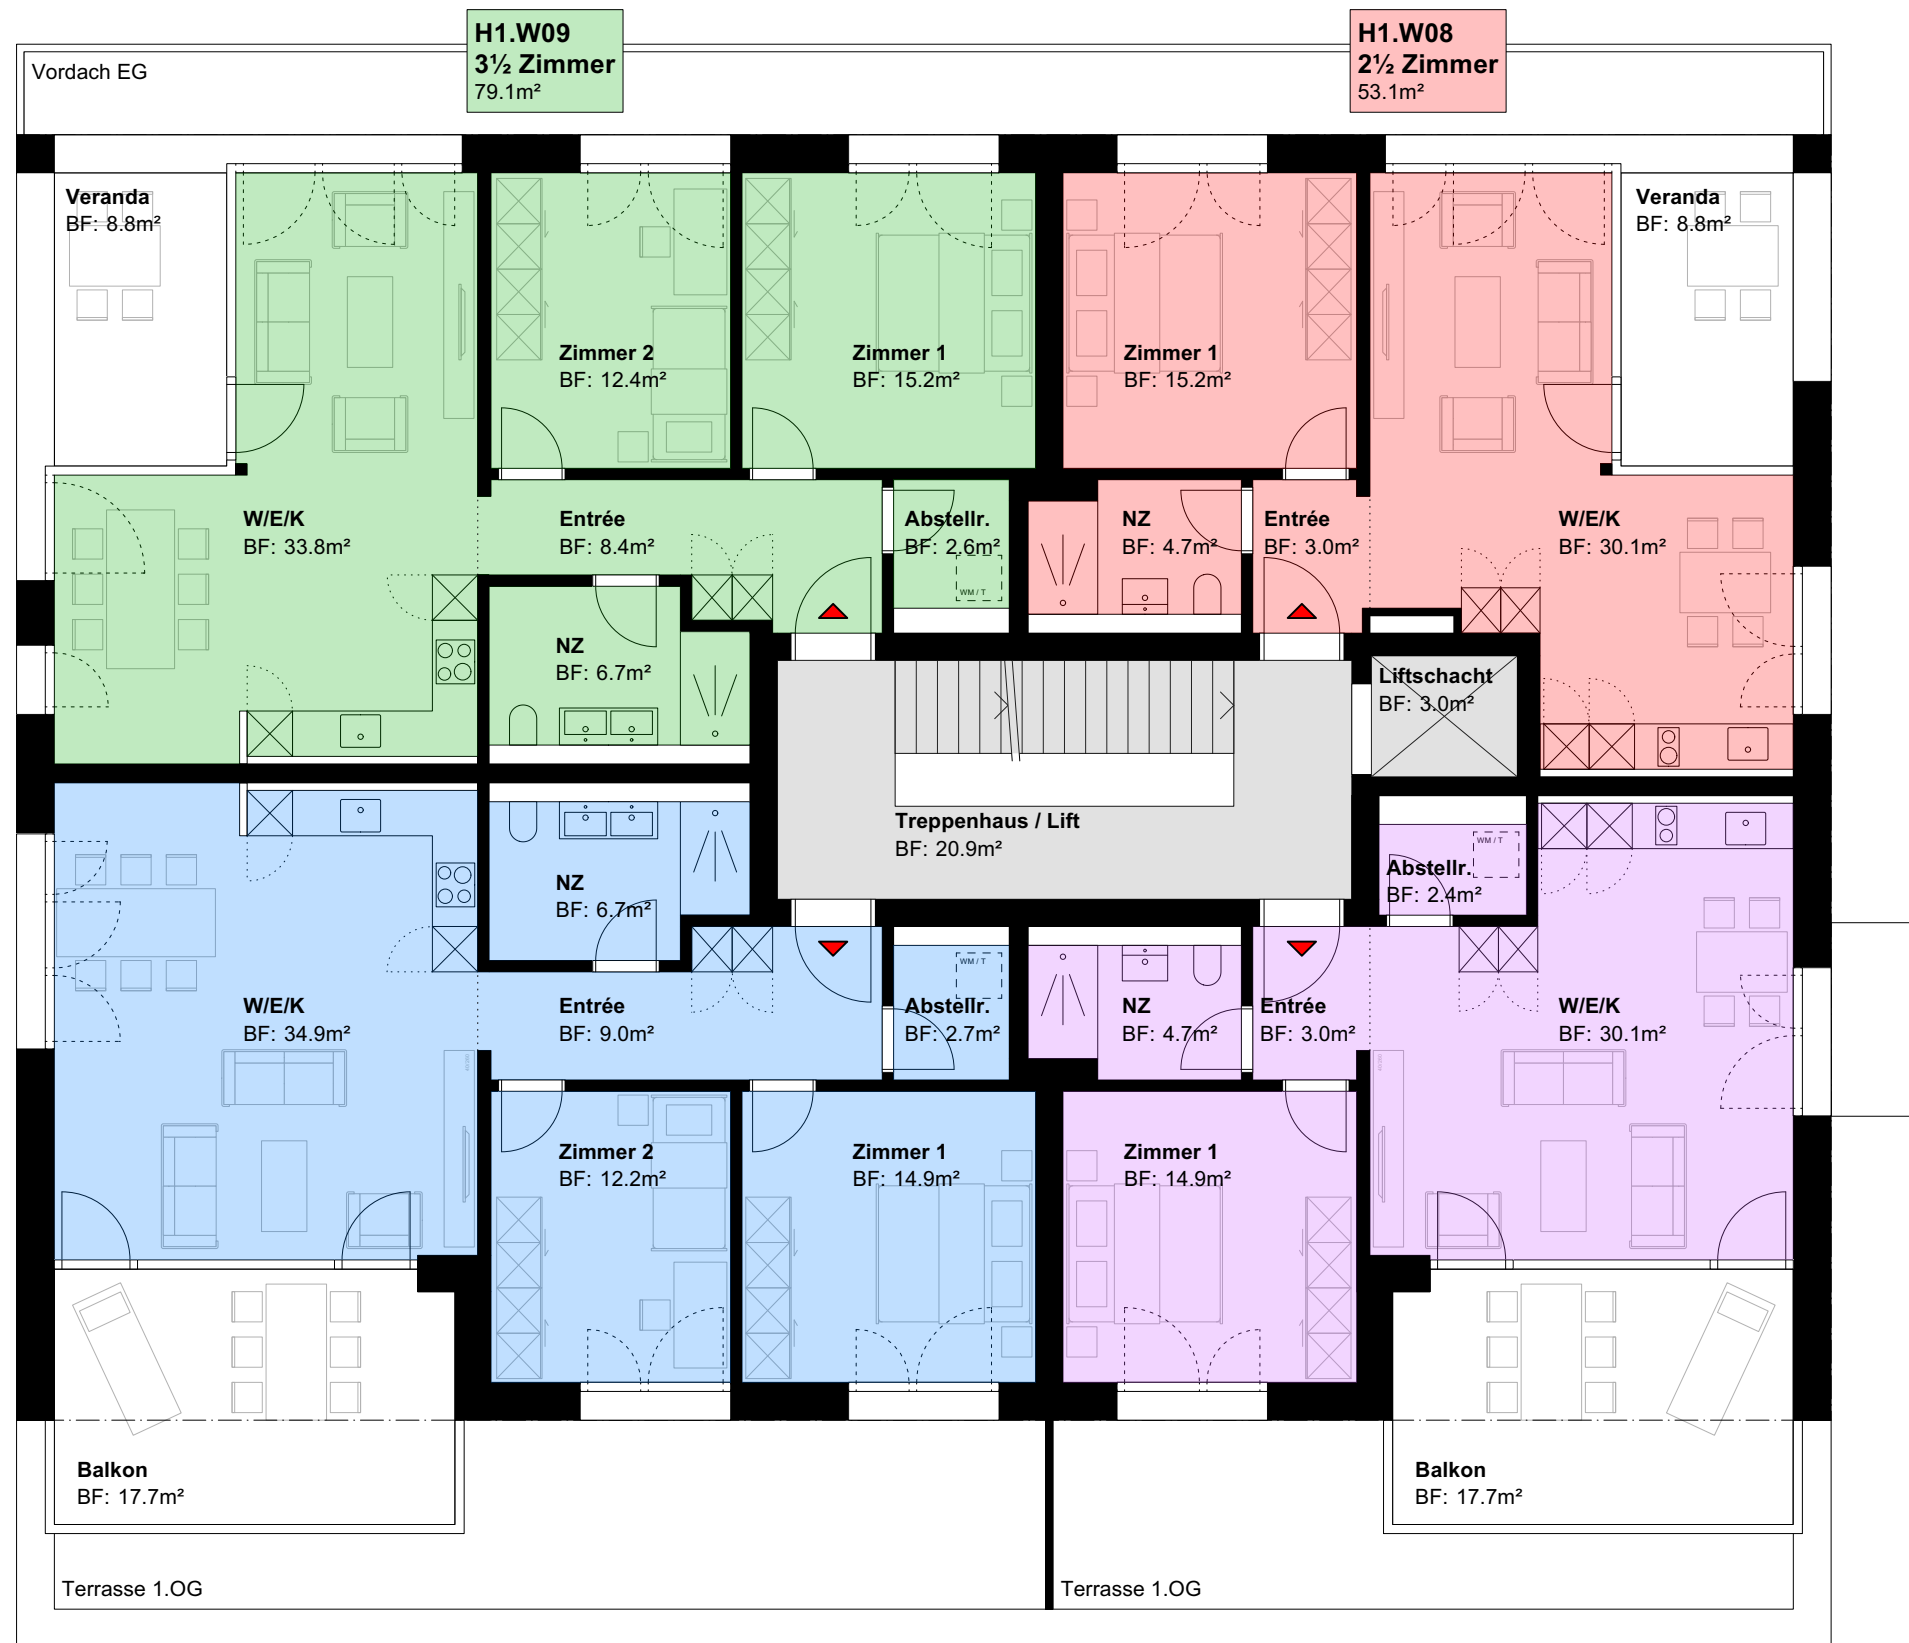 H1.W09
3½ Zimmer
79.1m²
H1.W08
2½ Zimmer
53.1m²
Vordach EG
Veranda
BF: 8.8m²
Veranda
BF: 8.8m²
Zimmer 2
BF: 12.4m²
Zimmer 1
BF: 15.2m²
Zimmer 1
BF: 15.2m²
W/E/K
BF: 33.8m²
Entrée
BF: 8.4m²
Abstellr.
BF: 2.6m²
WM / T
NZ
BF: 4.7m²
Entrée
BF: 3.0m²
W/E/K
BF: 30.1m²
NZ
BF: 6.7m²
Liftschacht
BF: 3.0m²
Treppenhaus / Lift
BF: 20.9m²
NZ
BF: 6.7m²
WM / T
Abstellr.
BF: 2.4m²
W/E/K
BF: 34.9m²
Entrée
BF: 9.0m²
WM / T
Abstellr.
BF: 2.7m²
NZ
BF: 4.7m²
Entrée
BF: 3.0m²
W/E/K
BF: 30.1m²
Zimmer 2
BF: 12.2m²
Zimmer 1
BF: 14.9m²
Zimmer 1
BF: 14.9m²
Balkon
BF: 17.7m²
Balkon
BF: 17.7m²
Terrasse 1.OG
Terrasse 1.OG